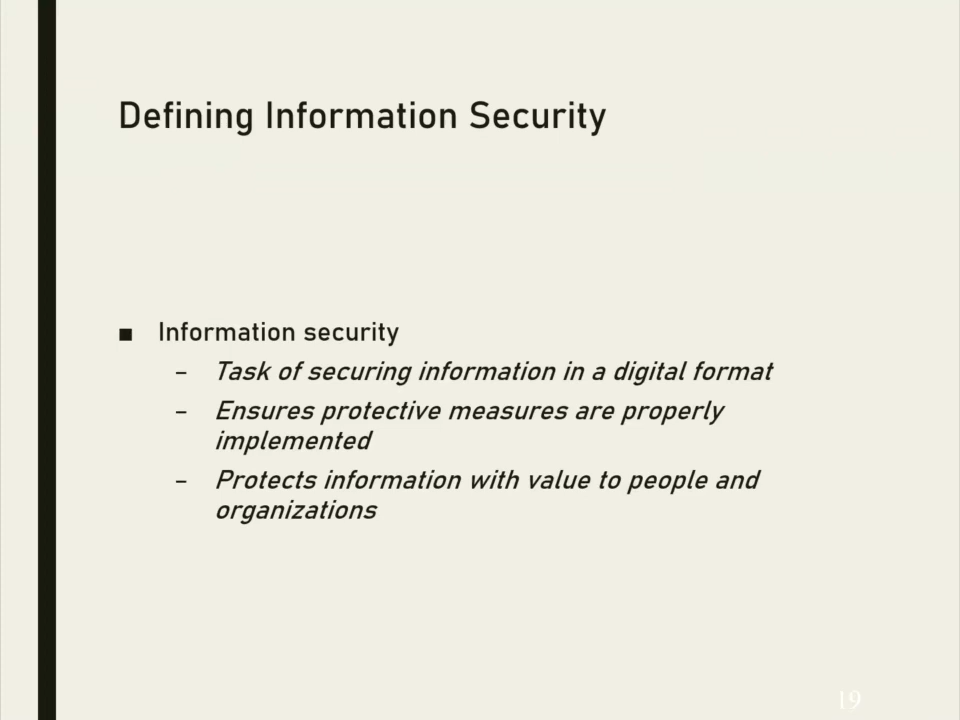 Defining Information Security
■ Information security
– Task of securing information in a digital format
– Ensures protective measures are properly
implemented
– Protects information with value to people and
organizations
19